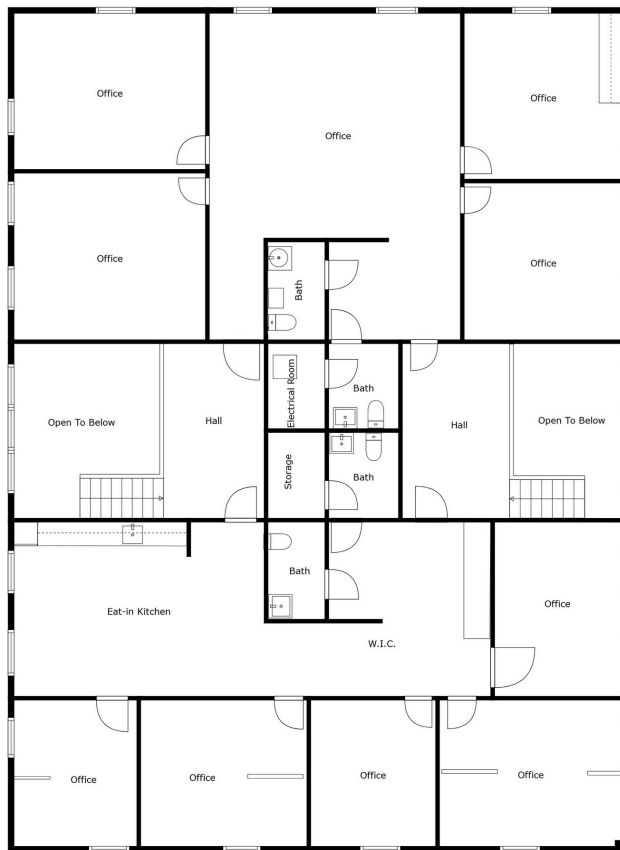 Office
Office
Office
Office
Office
Bath
Open To Below
Hall
Electrical Room
Bath
Hall
Open To Below
Storage
Bath
Bath
Eat-in Kitchen
W.I.C.
Office
Office
Office
Office
Office